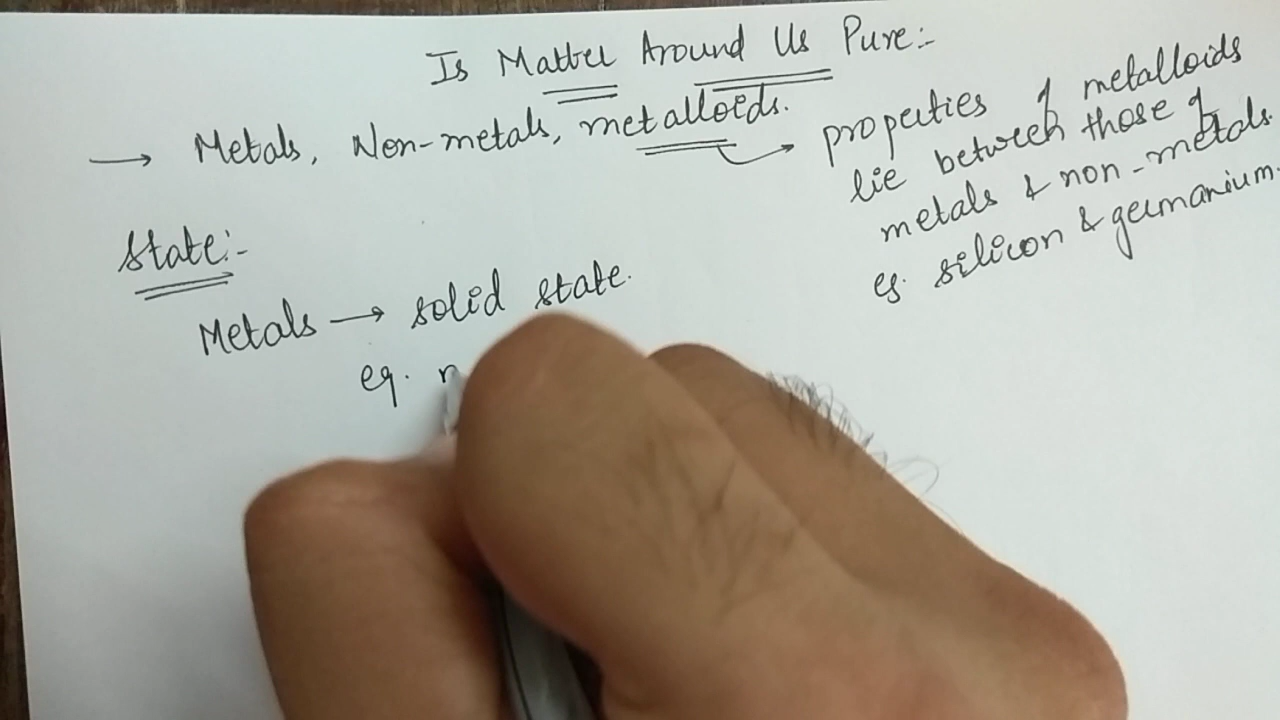 Is Matter Around Us Pure:-
→ Metals, Non-metals, metalloids. → properties of metalloids
lie between those of
metals & non-metals.
eg. silicon & germanium.
State:-
Metals → solid state.
eg.